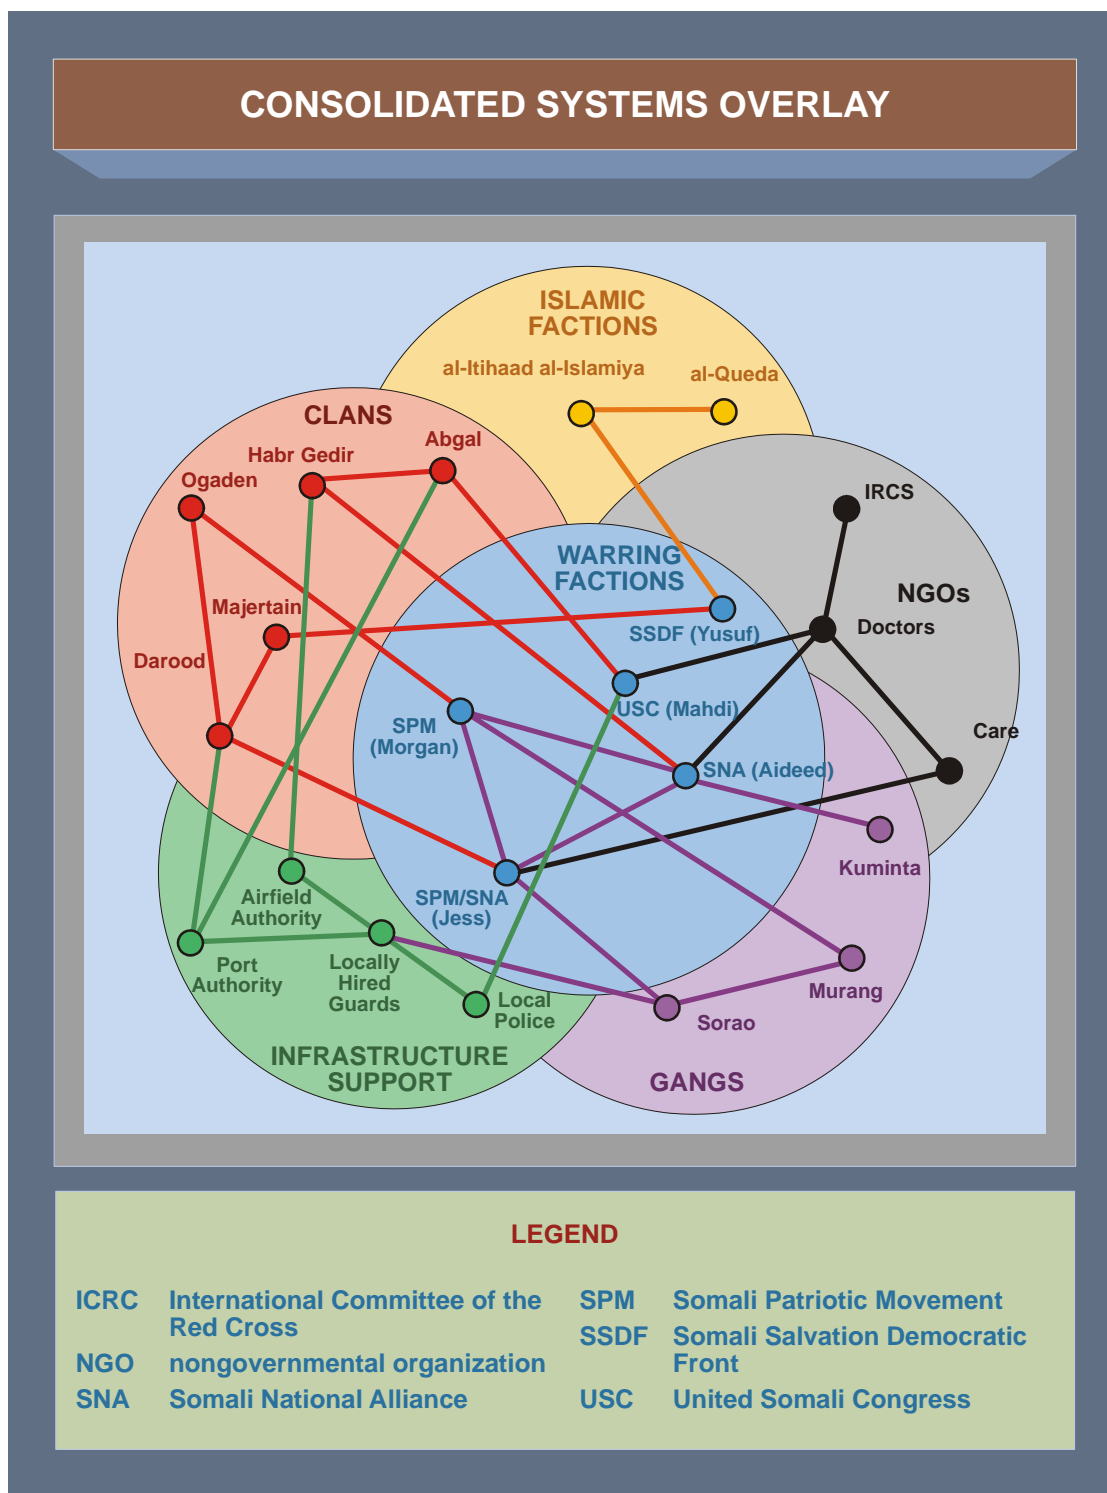 CONSOLIDATED SYSTEMS OVERLAY
ISLAMIC
FACTIONS
al-Itihaad al-Islamiya
al-Queda
CLANS
Abgal
Habr Gedir
Ogaden
Majertain
Darood
IRCS
NGOs
Doctors
Care
WARRING
FACTIONS
SSDF (Yusuf)
USC (Mahdi)
SPM
(Morgan)
SNA (Aideed)
SPM/SNA
(Jess)
Kuminta
Murang
Sorao
GANGS
Airfield
Authority
Port
Authority
Locally
Hired
Guards
Local
Police
INFRASTRUCTURE
SUPPORT
LEGEND
ICRC International Committee of the
Red Cross
NGO nongovernmental organization
SNA Somali National Alliance
SPM Somali Patriotic Movement
SSDF Somali Salvation Democratic
Front
USC United Somali Congress